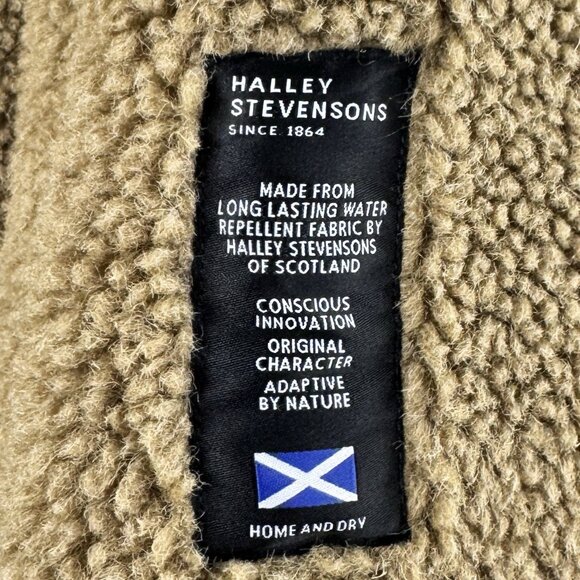 HALLEY
STEVENSONS
SINCE 1864
MADE FROM
LONG LASTING WATER
REPELLENT FABRIC BY
HALLEY STEVENSONS
OF SCOTLAND
CONSCIOUS
INNOVATION
ORIGINAL
CHARACTER
ADAPTIVE
BY NATURE
HOME AND DRY